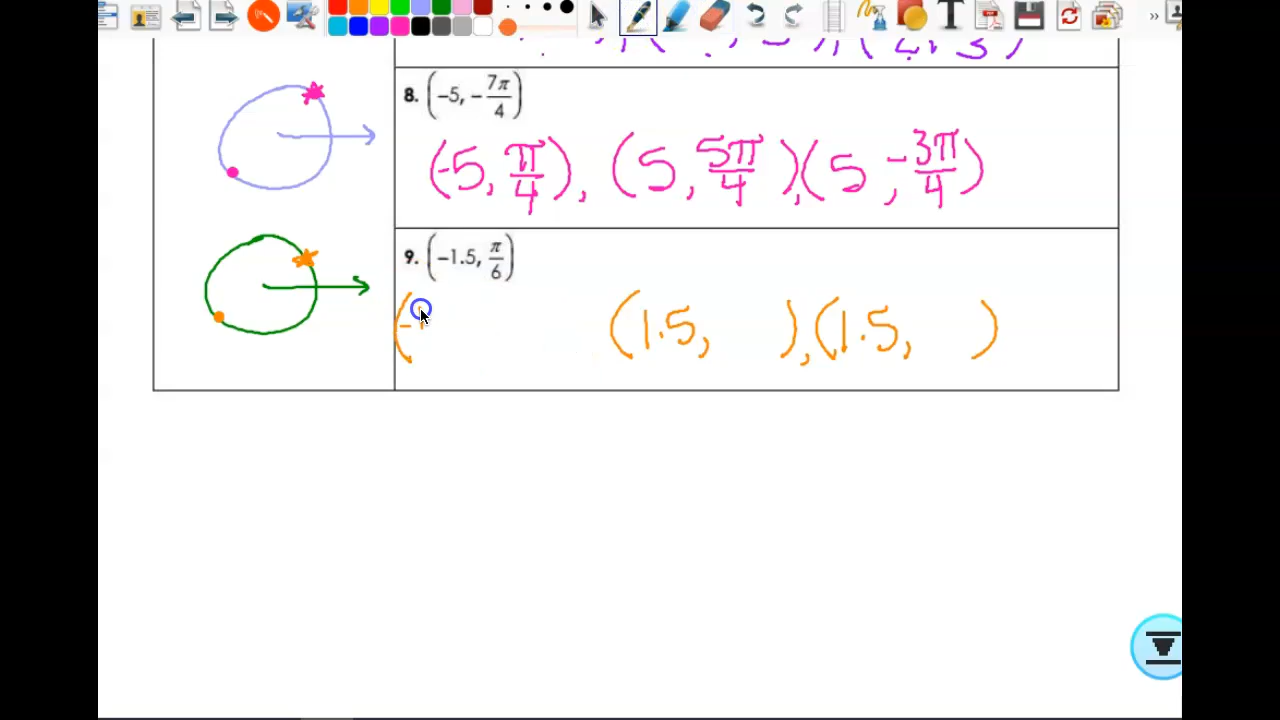 8. (-5, -7π/4)
(-5, π/4), (5, 5π/4), (5, -3π/4)
9. (-1.5, π/6)
(- (1.5, ), (1.5, )